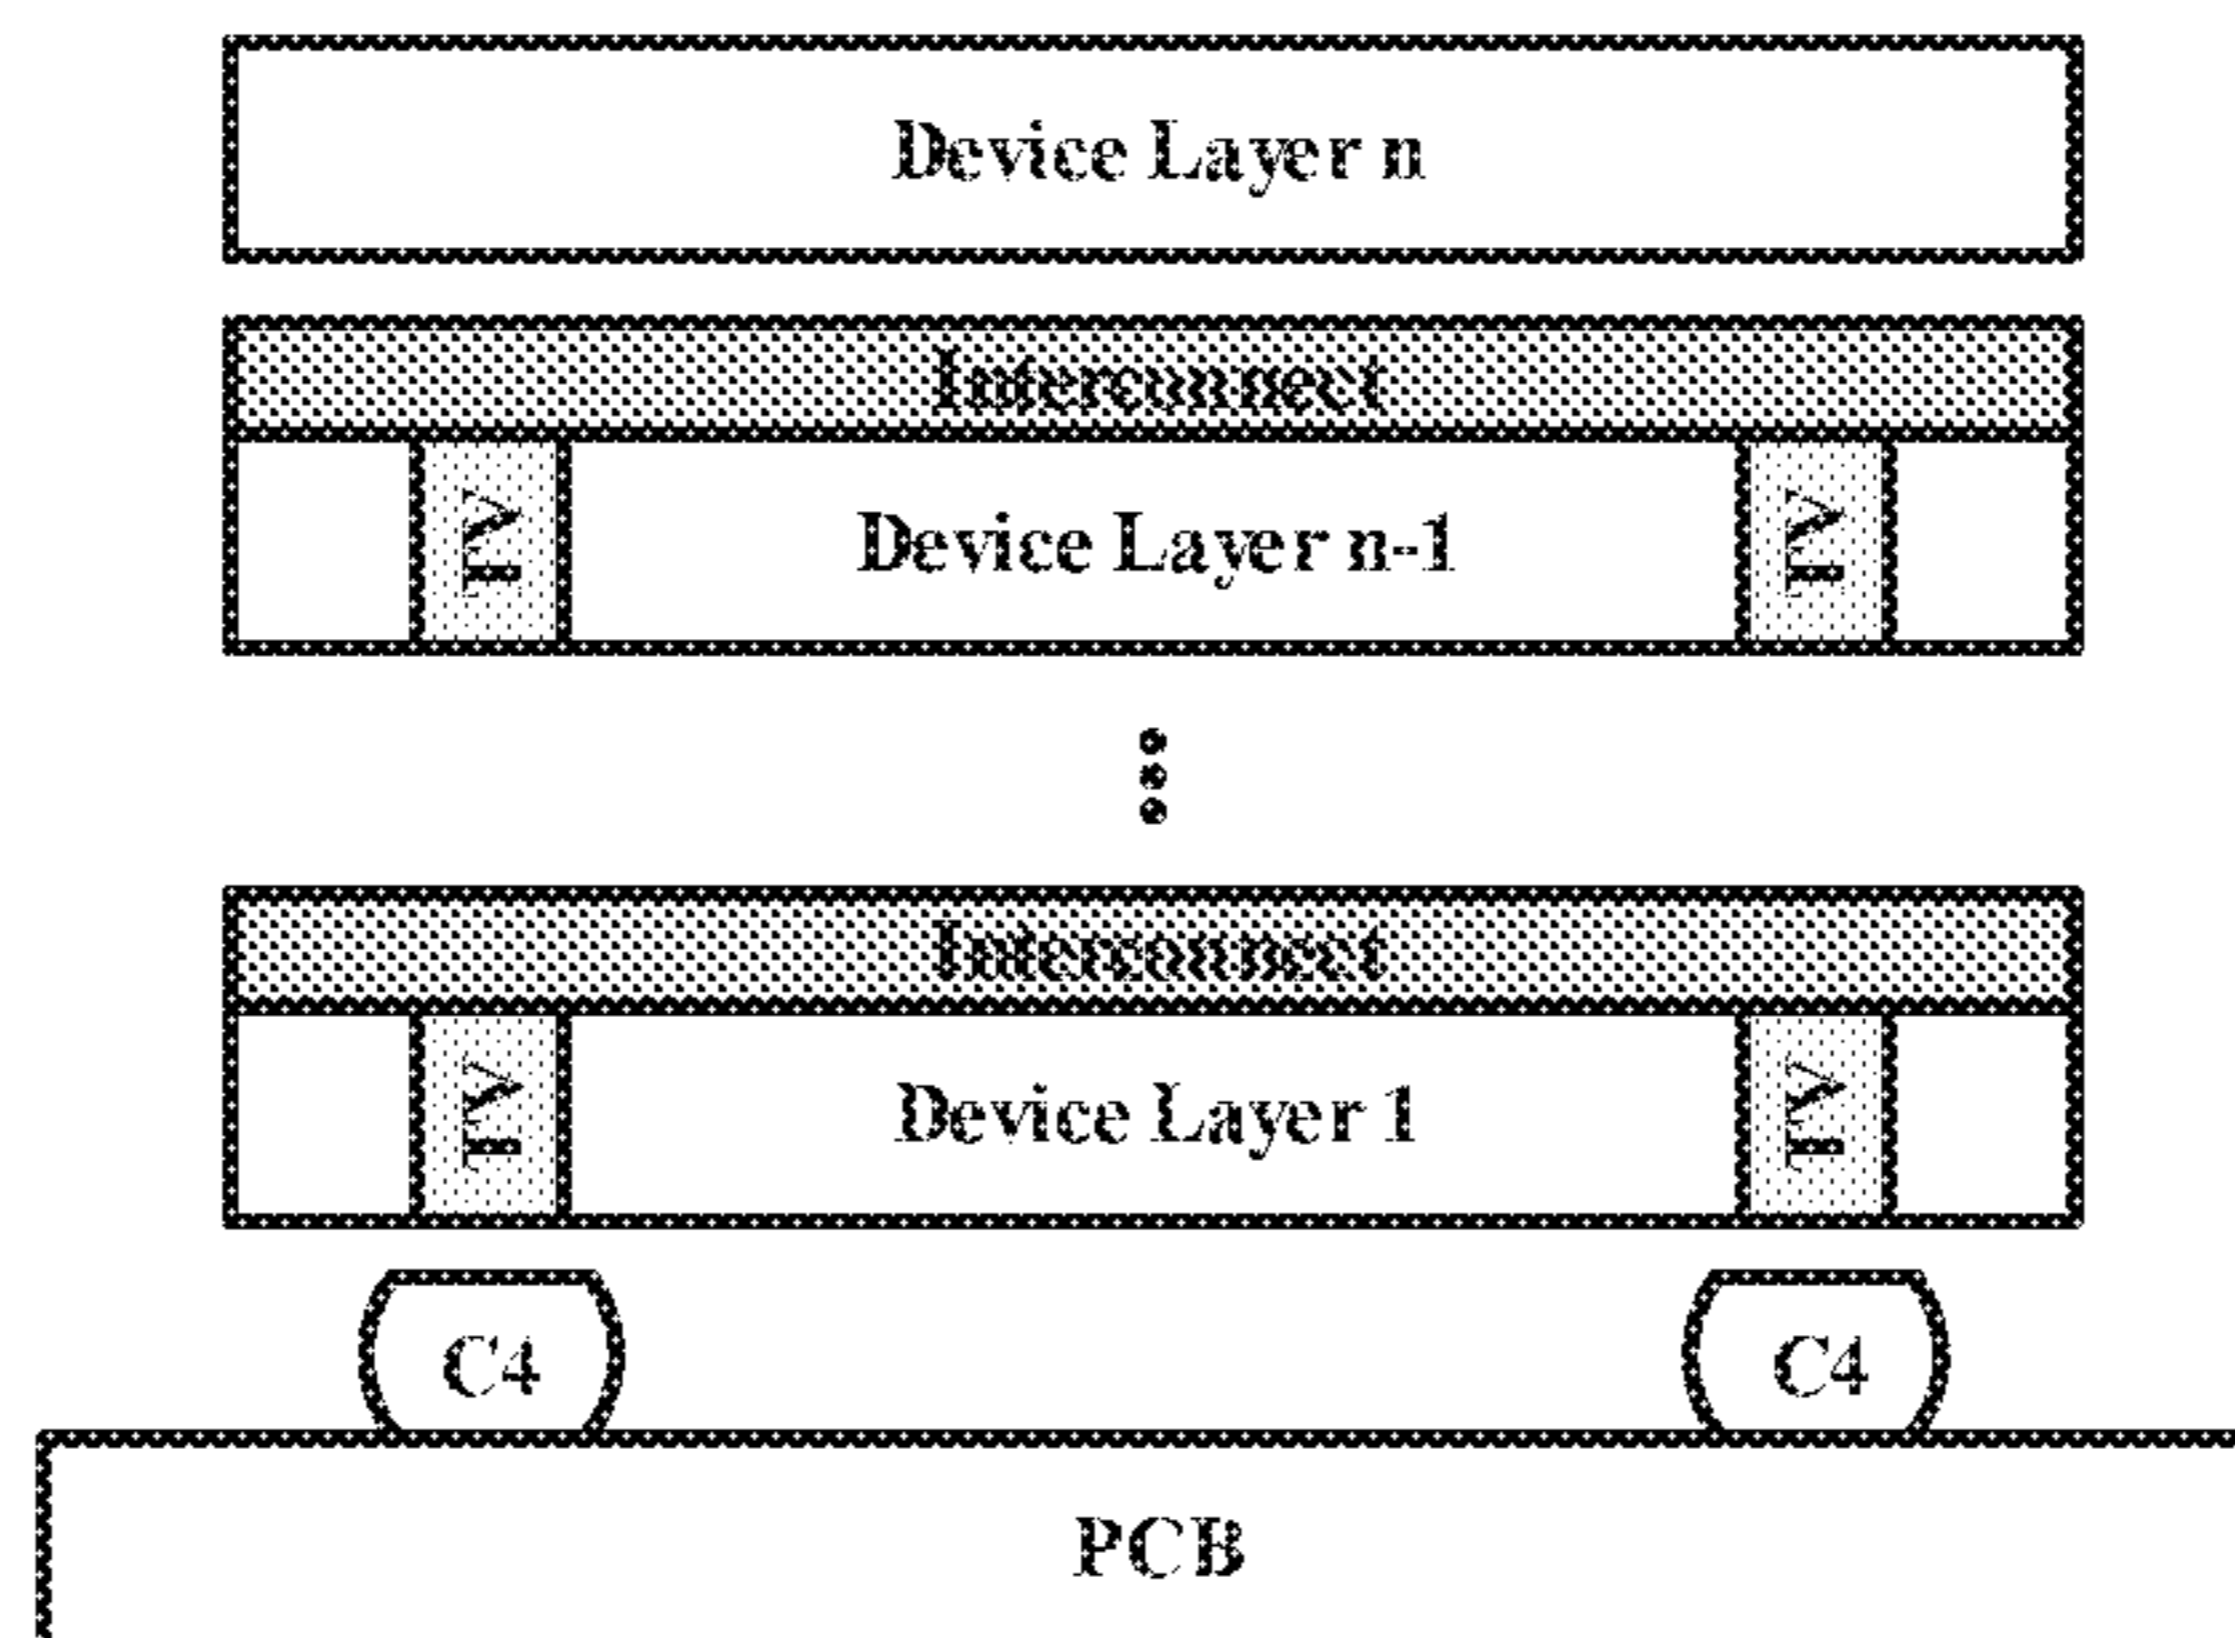 Device Layer n
Interconnect
TV
Device Layer n-1
TV
Interconnect
TV
Device Layer 1
TV
C4
C4
PCB